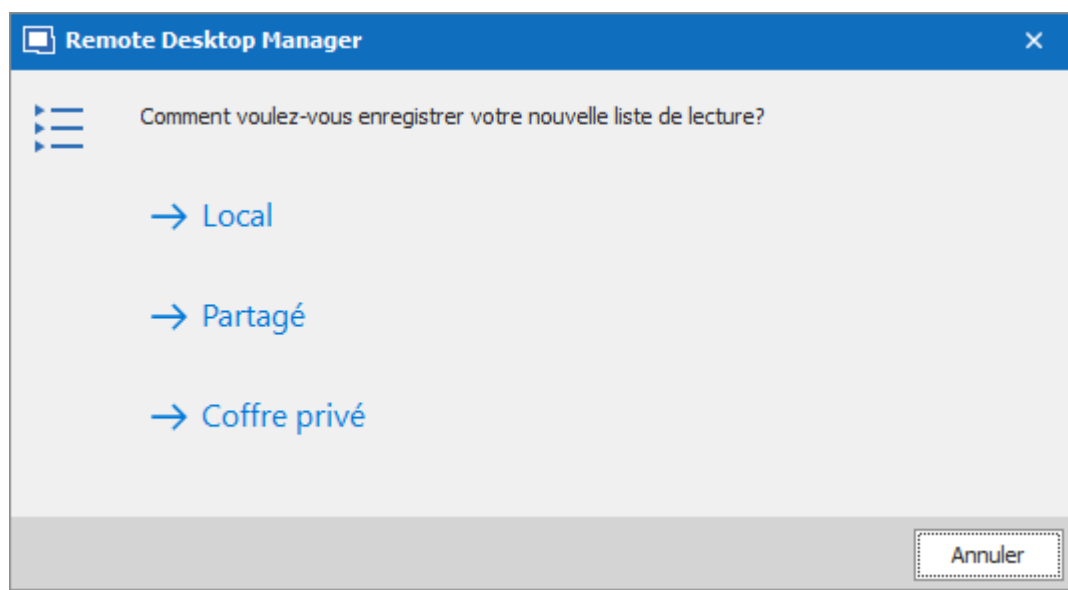 Remote Desktop Manager
Comment voulez-vous enregistrer votre nouvelle liste de lecture?
Local
Partagé
Coffre privé
Annuler